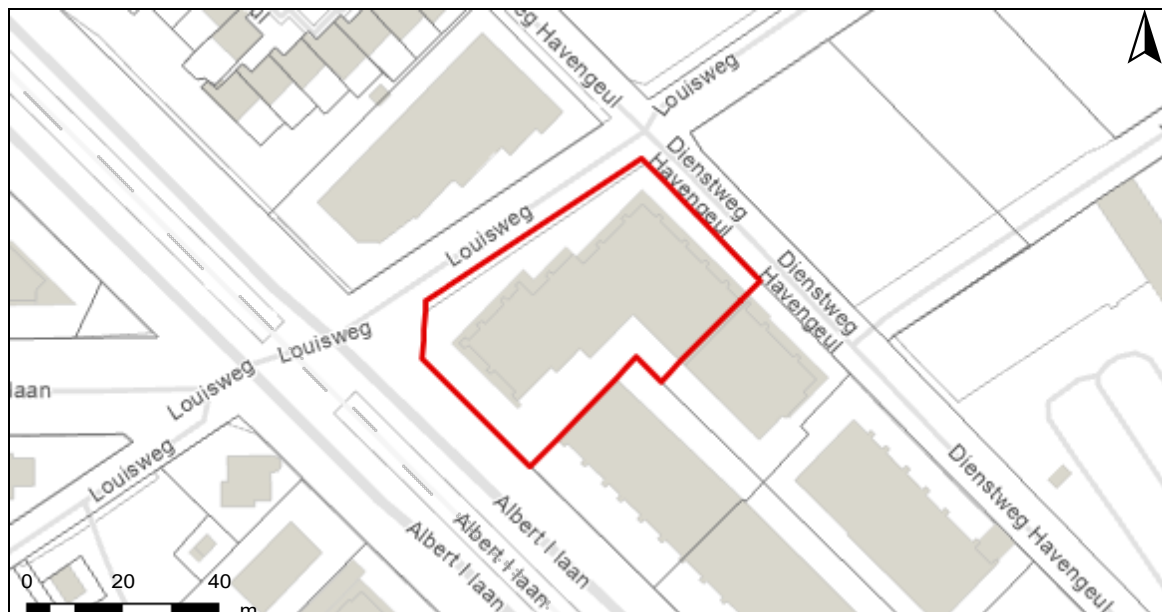 eg Havengeul
Louisweg
Dienstweg
Havengeul
Louisweg
Dienstweg
Havengeul
Louisweg
laan
Louisweg
Louisweg
Albert I laan
Albert I laan
Albert I laan
Dienstweg Havengeul
0 20 40
m